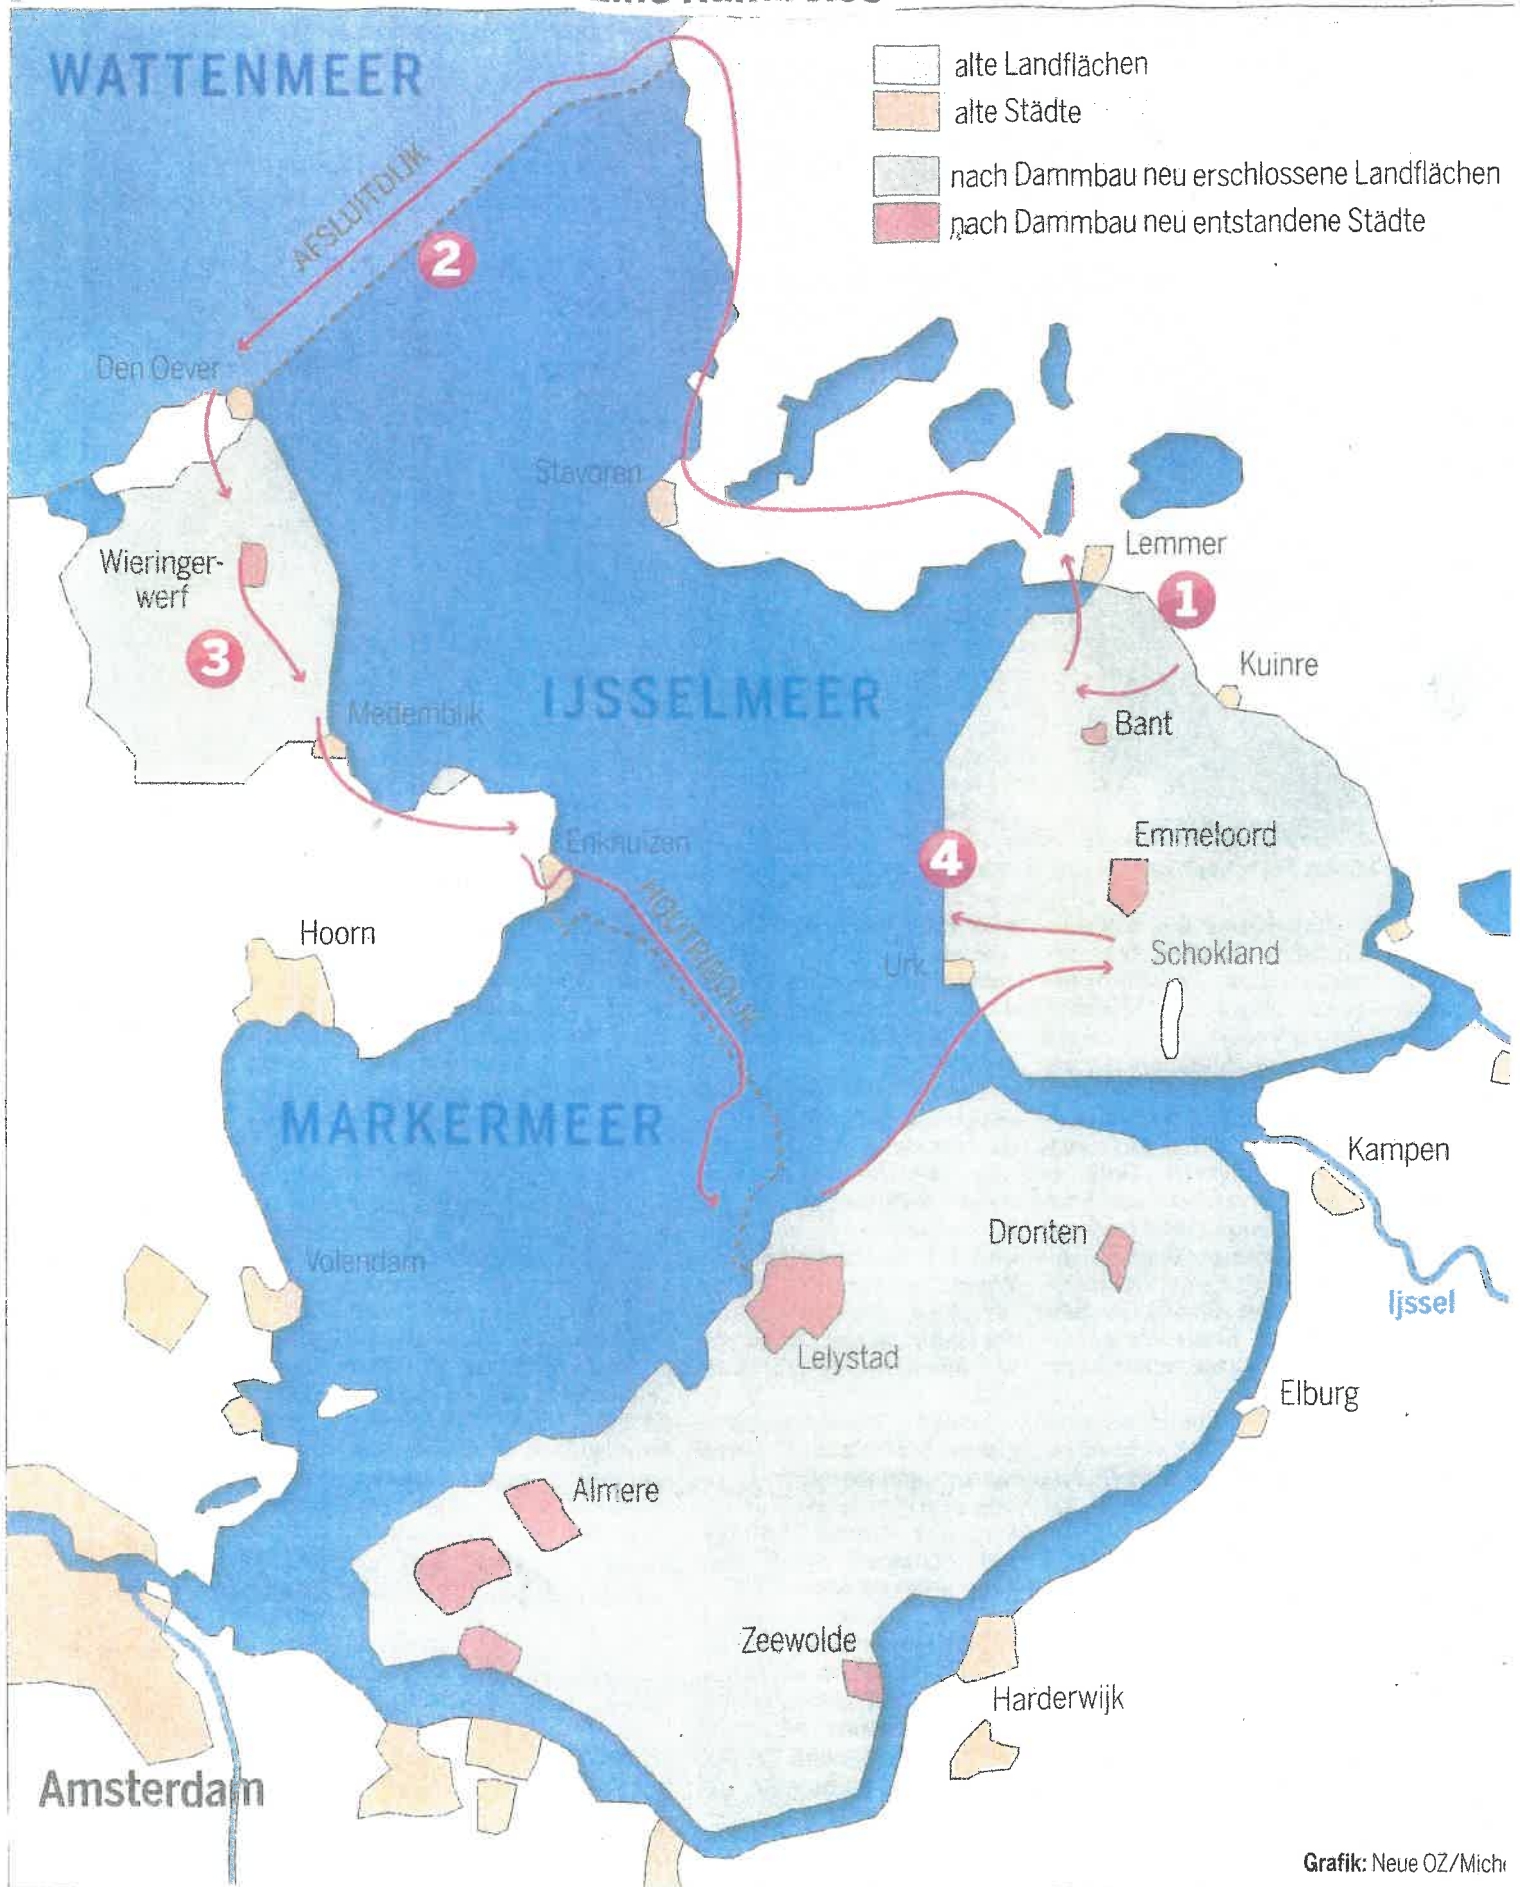 WATTENMEER
alte Landflächen
alte Städte
nach Dammbau neu erschlossene Landflächen
nach Dammbau neu entstandene Städte
AFSLUITDIJK
2
Den Oever
Stavoren
Lemmer
1
Wieringer-
werf
3
Kuinre
IJSSELMEER
Medemblik
Bant
Emmeloord
Enkhuizen
4
HOUTRIBDIJK
Hoorn
Schokland
Urk
MARKERMEER
Kampen
Dronten
Volendam
Ijssel
Lelystad
Elburg
Almere
Zeewolde
Harderwijk
Amsterdam
Grafik: Neue OZ/Mich